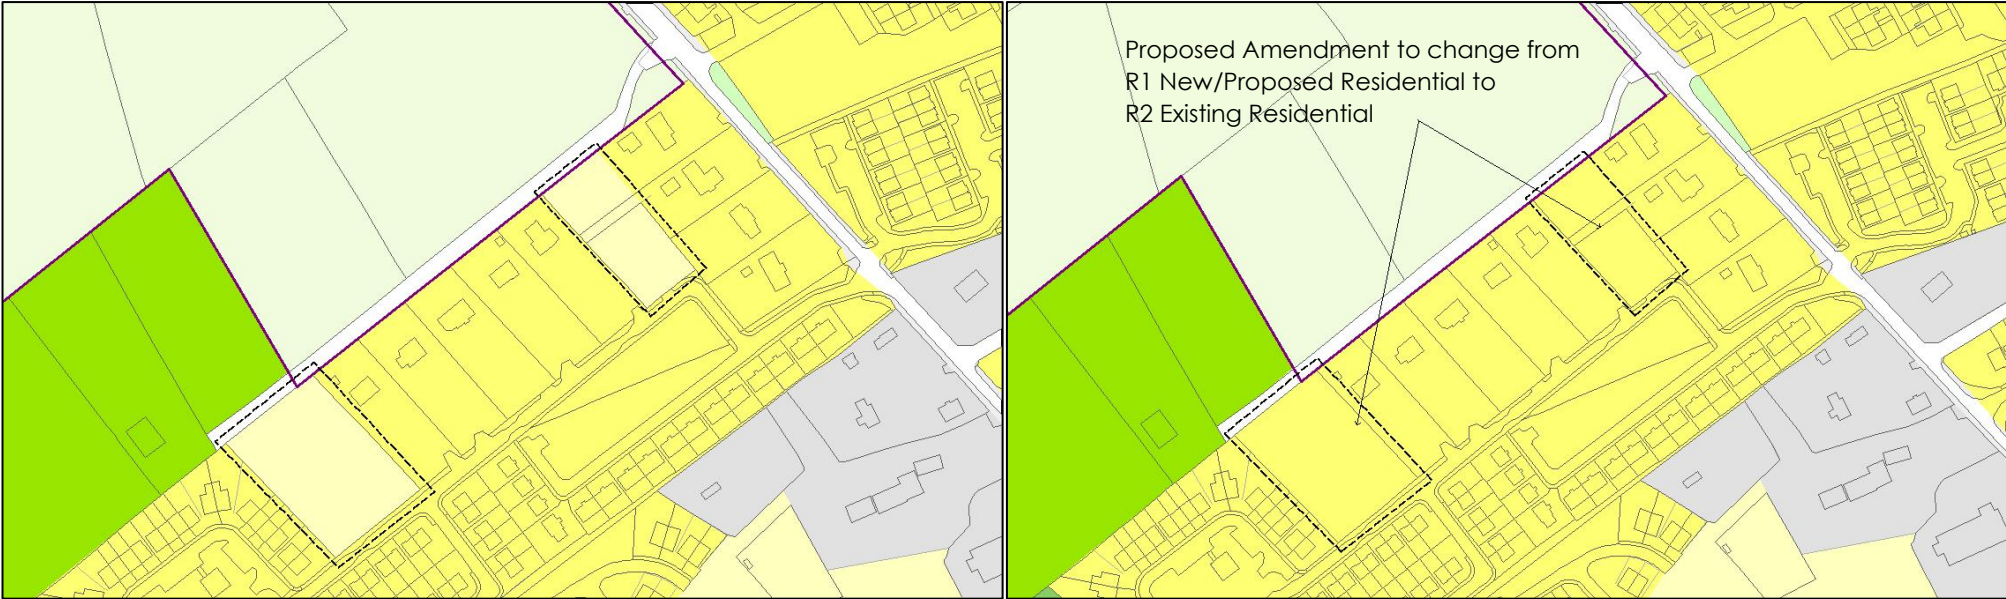 Proposed Amendment to change from
R1 New/Proposed Residential to
R2 Existing Residential